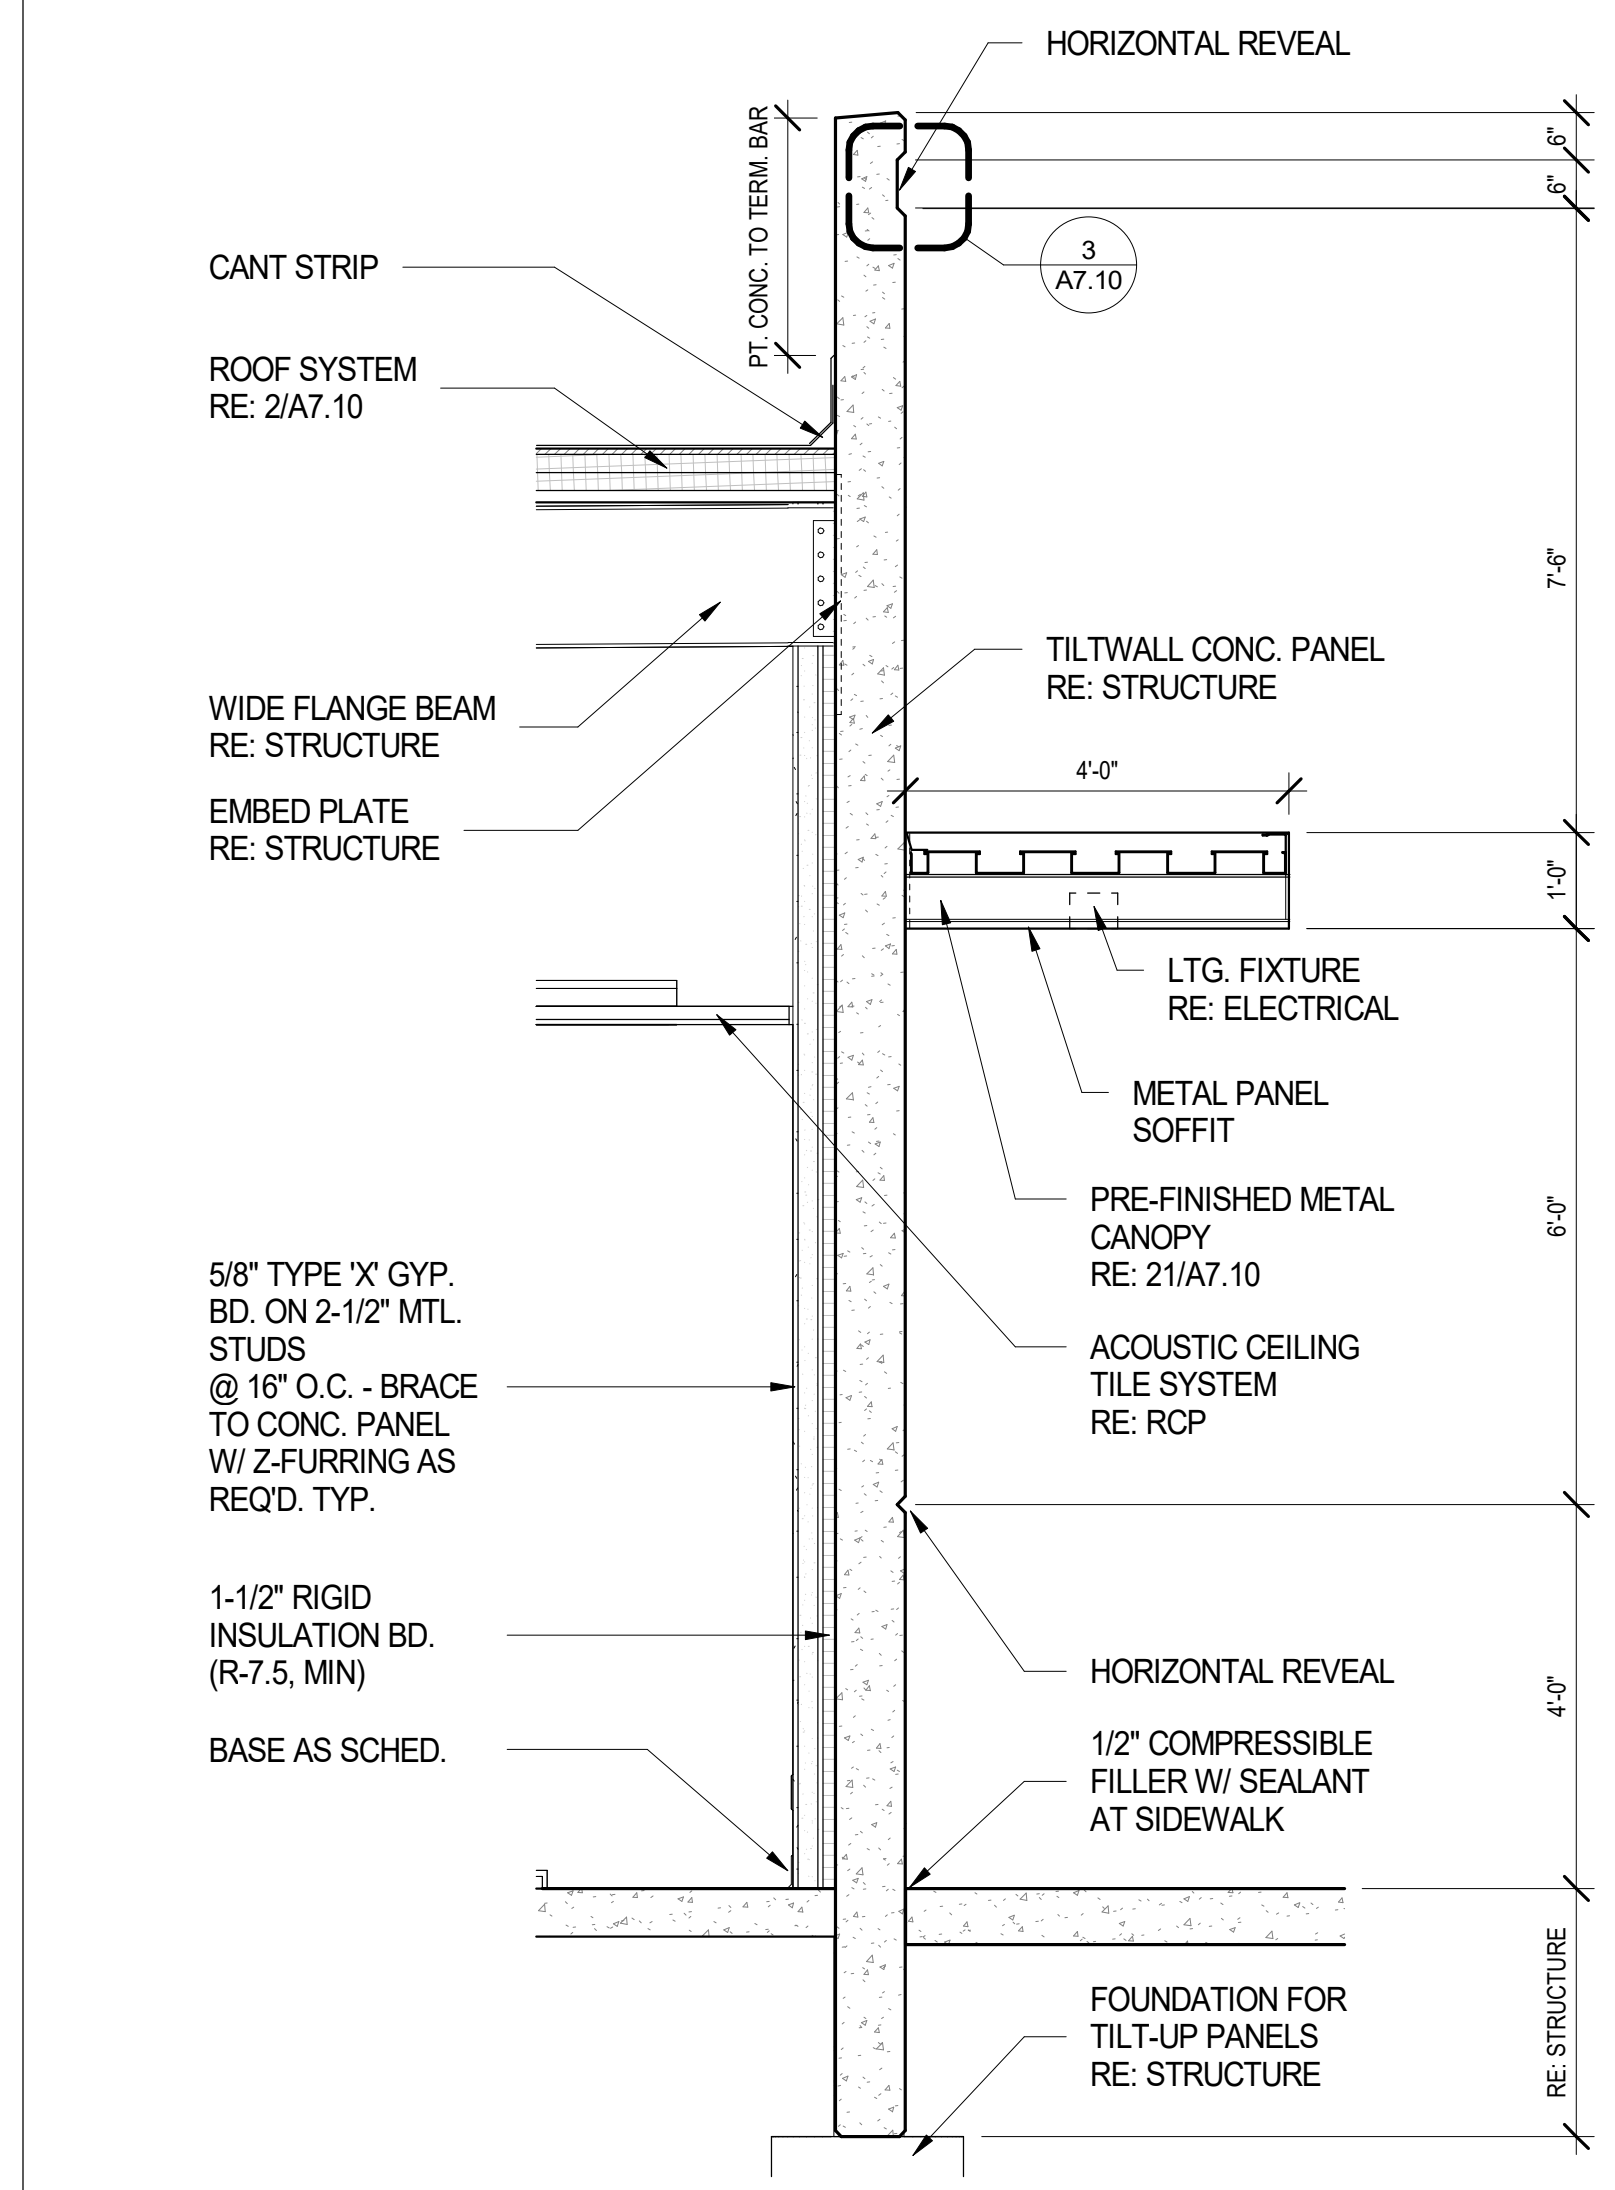 HORIZONTAL REVEAL
6"
6"
PT. CONC. TO TERM. BAR
3
A7.10
CANT STRIP
ROOF SYSTEM
RE: 2/A7.10
7'-6"
TILTWALL CONC. PANEL
RE: STRUCTURE
WIDE FLANGE BEAM
RE: STRUCTURE
4'-0"
EMBED PLATE
RE: STRUCTURE
1'-0"
LTG. FIXTURE
RE: ELECTRICAL
METAL PANEL
SOFFIT
PRE-FINISHED METAL
CANOPY
RE: 21/A7.10
6'-0"
5/8" TYPE 'X' GYP.
BD. ON 2-1/2" MTL.
STUDS
@ 16" O.C. - BRACE
TO CONC. PANEL
W/ Z-FURRING AS
REQ'D. TYP.
ACOUSTIC CEILING
TILE SYSTEM
RE: RCP
1-1/2" RIGID
INSULATION BD.
(R-7.5, MIN)
HORIZONTAL REVEAL
4'-0"
BASE AS SCHED.
1/2" COMPRESSIBLE
FILLER W/ SEALANT
AT SIDEWALK
FOUNDATION FOR
TILT-UP PANELS
RE: STRUCTURE
RE: STRUCTURE